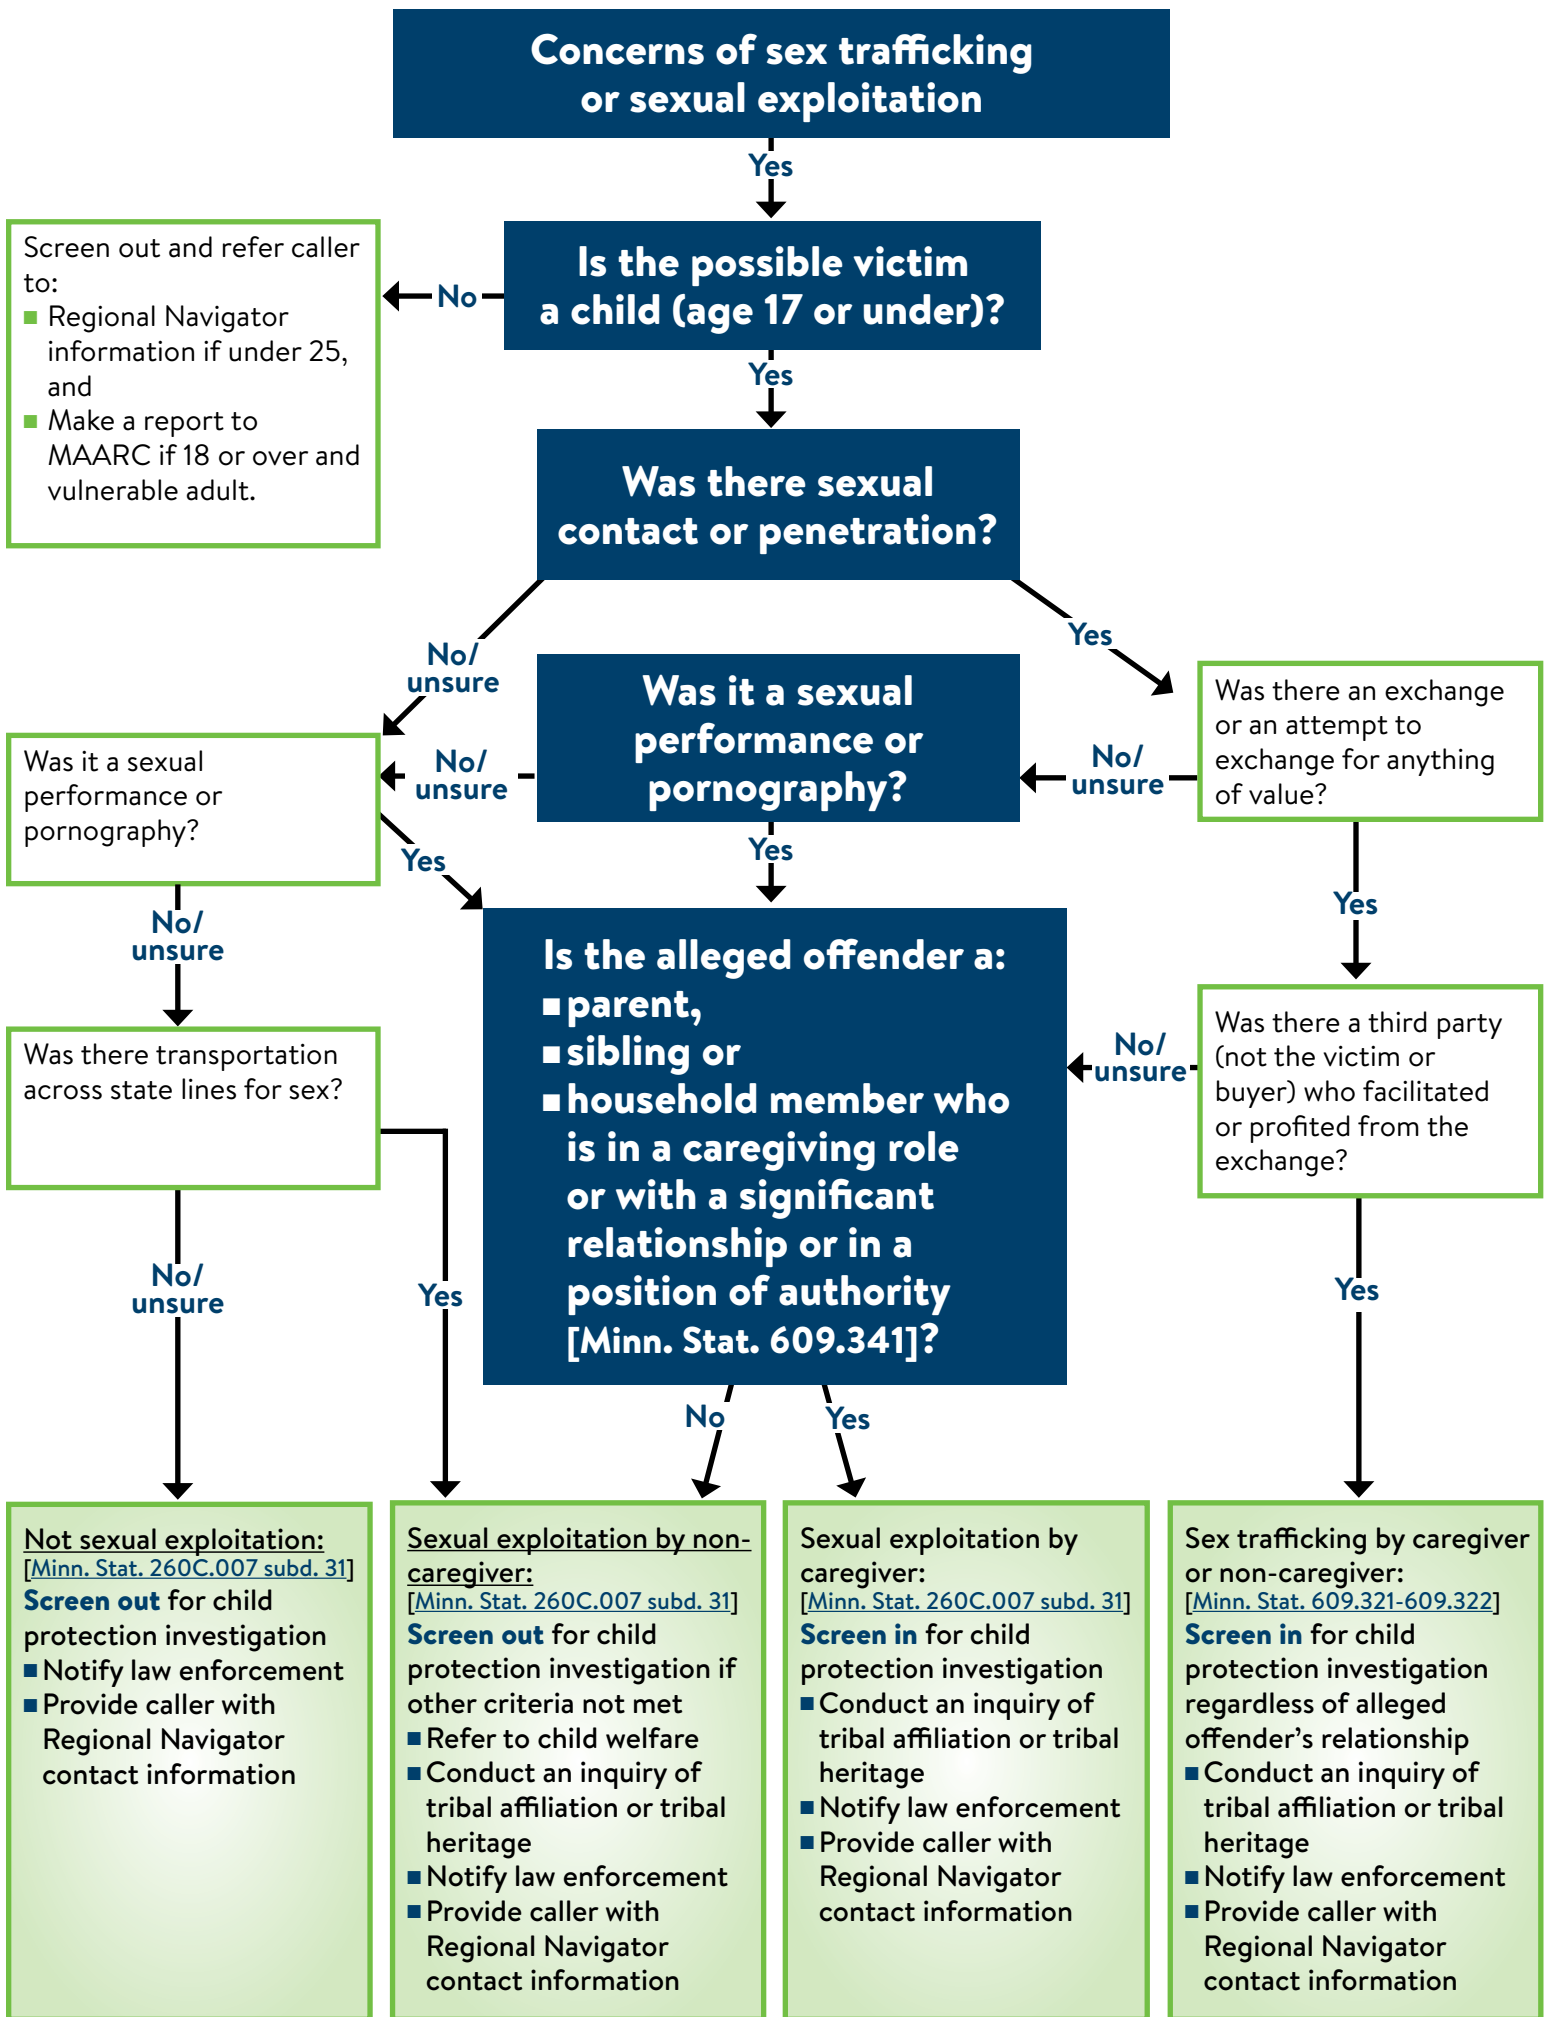 Concerns of sex trafficking
or sexual exploitation
Yes
Screen out and refer caller
to:
■ Regional Navigator
information if under 25,
and
■ Make a report to
MAARC if 18 or over and
vulnerable adult.
No
Is the possible victim
a child (age 17 or under)?
Yes
Was there sexual
contact or penetration?
No/
unsure
Yes
Was it a sexual
performance or
pornography?
No/
unsure
Was it a sexual
performance or
pornography?
No/
unsure
Was there an exchange
or an attempt to
exchange for anything
of value?
Yes
Yes
Yes
No/
unsure
Was there transportation
across state lines for sex?
Is the alleged offender a:
■ parent,
■ sibling or
■ household member who
is in a caregiving role
or with a significant
relationship or in a
position of authority
[Minn. Stat. 609.341]?
No/
unsure
Was there a third party
(not the victim or
buyer) who facilitated
or profited from the
exchange?
No/
unsure
Yes
Yes
No
Yes
Not sexual exploitation:
[Minn. Stat. 260C.007 subd. 31]
Screen out for child
protection investigation
■ Notify law enforcement
■ Provide caller with
Regional Navigator
contact information
Sexual exploitation by non-
caregiver:
[Minn. Stat. 260C.007 subd. 31]
Screen out for child
protection investigation if
other criteria not met
■ Refer to child welfare
■ Conduct an inquiry of
tribal affiliation or tribal
heritage
■ Notify law enforcement
■ Provide caller with
Regional Navigator
contact information
Sexual exploitation by
caregiver:
[Minn. Stat. 260C.007 subd. 31]
Screen in for child
protection investigation
■ Conduct an inquiry of
tribal affiliation or tribal
heritage
■ Notify law enforcement
■ Provide caller with
Regional Navigator
contact information
Sex trafficking by caregiver
or non-caregiver:
[Minn. Stat. 609.321-609.322]
Screen in for child
protection investigation
regardless of alleged
offender’s relationship
■ Conduct an inquiry of
tribal affiliation or tribal
heritage
■ Notify law enforcement
■ Provide caller with
Regional Navigator
contact information